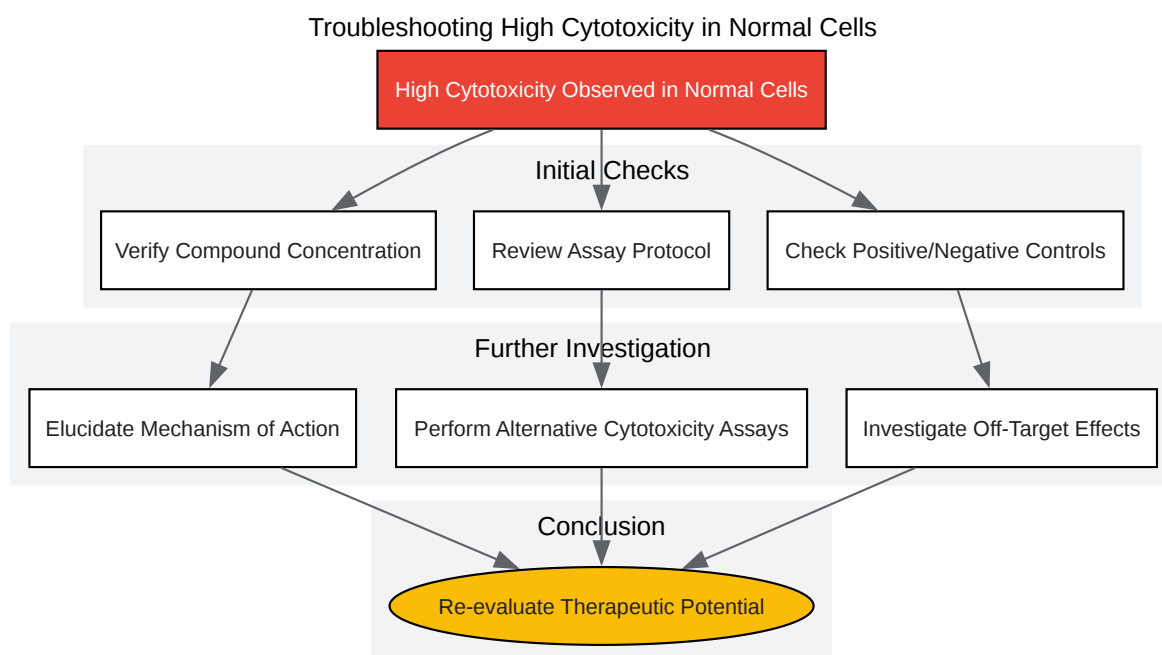 Troubleshooting High Cytotoxicity in Normal Cells
High Cytotoxicity Observed in Normal Cells
Initial Checks
Verify Compound Concentration
Review Assay Protocol
Check Positive/Negative Controls
Further Investigation
Elucidate Mechanism of Action
Perform Alternative Cytotoxicity Assays
Investigate Off-Target Effects
Conclusion
Re-evaluate Therapeutic Potential